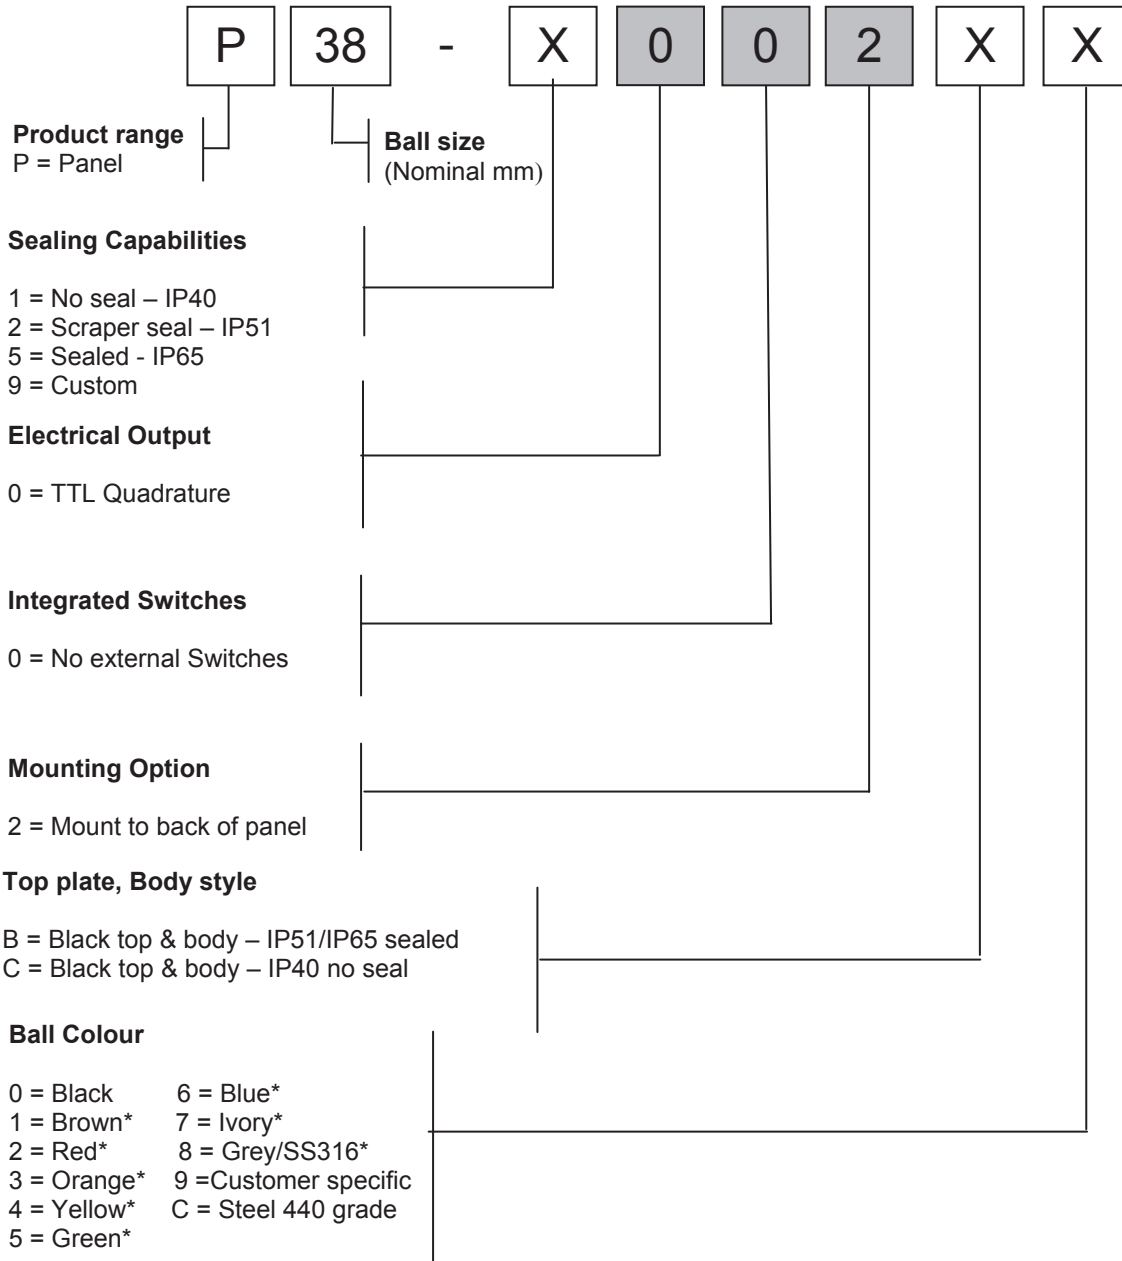 P 38 - X 0 0 2 X X
Product range
P = Panel
Ball size
(Nominal mm)
Sealing Capabilities
1 = No seal – IP40
2 = Scraper seal – IP51
5 = Sealed - IP65
9 = Custom
Electrical Output
0 = TTL Quadrature
Integrated Switches
0 = No external Switches
Mounting Option
2 = Mount to back of panel
Top plate, Body style
B = Black top & body – IP51/IP65 sealed
C = Black top & body – IP40 no seal
Ball Colour
0 = Black 6 = Blue*
1 = Brown* 7 = Ivory*
2 = Red* 8 = Grey/SS316*
3 = Orange* 9 =Customer specific
4 = Yellow* C = Steel 440 grade
5 = Green*